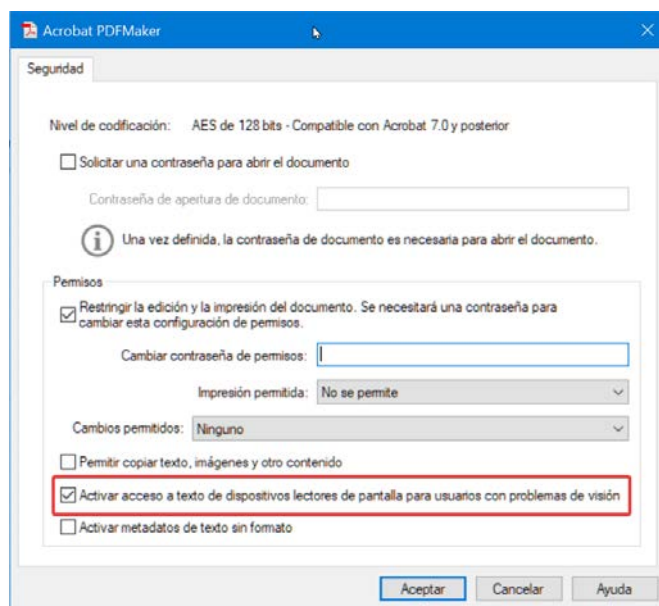 Acrobat PDFMaker
Seguridad
Nivel de codificación: AES de 128 bits - Compatible con Acrobat 7.0 y posterior
Solicitar una contraseña para abrir el documento
Contraseña de apertura de documento:
Una vez definida, la contraseña de documento es necesaria para abrir el documento.
Permisos
Restringir la edición y la impresión del documento. Se necesitará una contraseña para
cambiar esta configuración de permisos.
Cambiar contraseña de permisos:
Impresión permitida: No se permite
Cambios permitidos: Ninguno
Permitir copiar texto, imágenes y otro contenido
Activar acceso a texto de dispositivos lectores de pantalla para usuarios con problemas de visión
Activar metadatos de texto sin formato
Aceptar Cancelar Ayuda